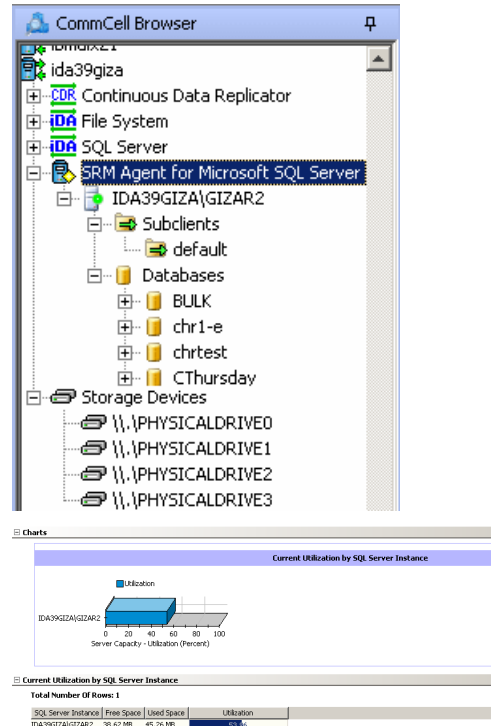 CommCell Browser
ida39giza
CDR Continuous Data Replicator
iDA File System
iDA SQL Server
SRM Agent for Microsoft SQL Server
IDA39GIZA\GIZAR2
Subclients
default
Databases
BULK
chr1-e
chrtest
CThursday
Storage Devices
\\.\PHYSICALDRIVE0
\\.\PHYSICALDRIVE1
\\.\PHYSICALDRIVE2
\\.\PHYSICALDRIVE3
Charts
Current Utilization by SQL Server Instance
Utilization
IDA39GIZA\GIZAR2
0 20 40 60 80 100
Server Capacity - Utilization (Percent)
Current Utilization by SQL Server Instance
Total Number Of Rows: 1
SQL Server Instance Free Space Used Space Utilization
IDA39GIZA\GIZAR2 38.62 MB 45.26 MB